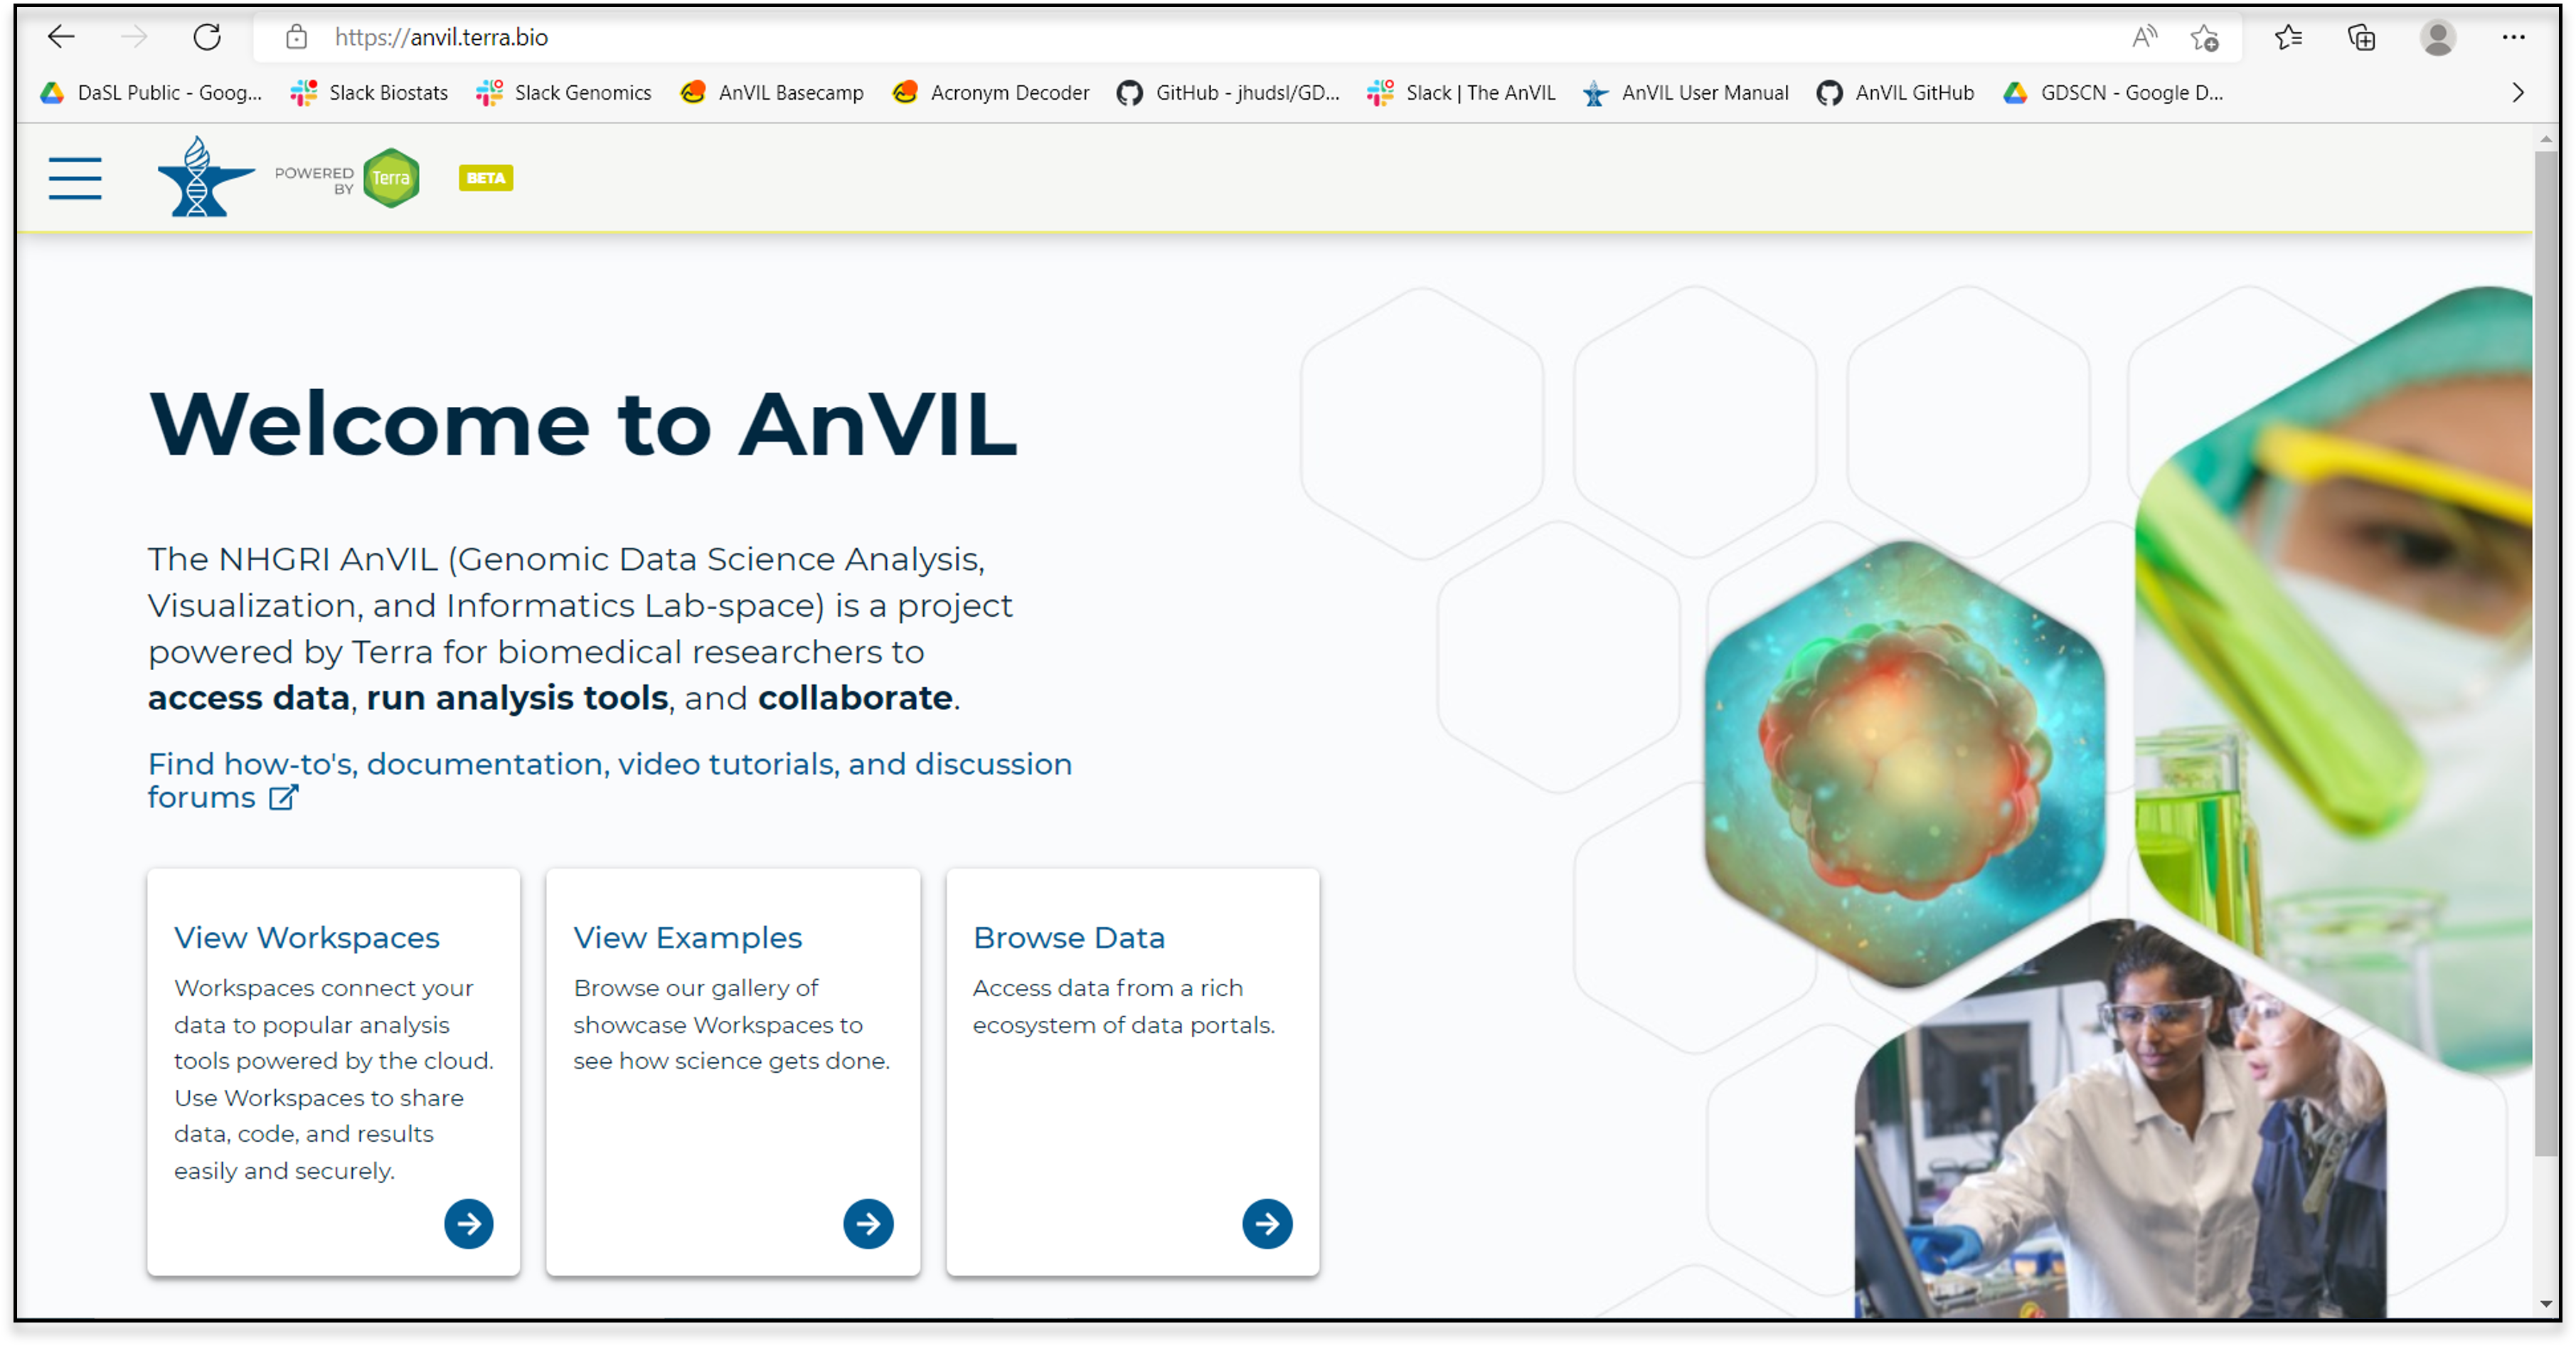 https://anvil.terra.bio
DaSL Public - Goog... Slack Biostats Slack Genomics AnVIL Basecamp Acronym Decoder GitHub - jhudsl/GD... Slack | The AnVIL AnVIL User Manual AnVIL GitHub GDSCN - Google D...
POWERED
BY
Terra
BETA
Welcome to AnVIL
The NHGRI AnVIL (Genomic Data Science Analysis,
Visualization, and Informatics Lab-space) is a project
powered by Terra for biomedical researchers to
access data, run analysis tools, and collaborate.
Find how-to's, documentation, video tutorials, and discussion
forums
View Workspaces
Workspaces connect your
data to popular analysis
tools powered by the cloud.
Use Workspaces to share
data, code, and results
easily and securely.
View Examples
Browse our gallery of
showcase Workspaces to
see how science gets done.
Browse Data
Access data from a rich
ecosystem of data portals.